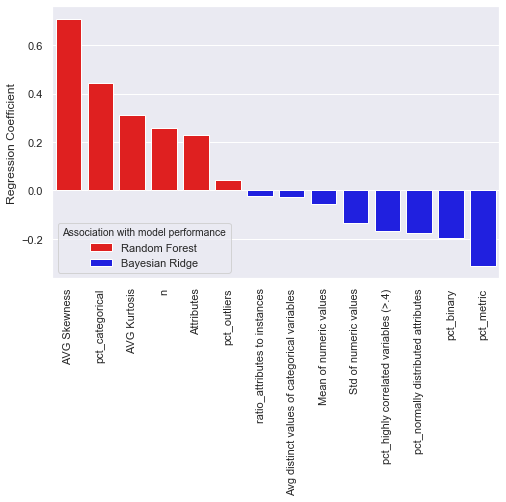 Regression Coefficient
0.6
0.4
0.2
0.0
−0.2
Association with model performance
Random Forest
Bayesian Ridge
AVG Skewness
pct_categorical
AVG Kurtosis
n
Attributes
pct_outliers
ratio_attributes to instances
Avg distinct values of categorical variables
Mean of numeric values
Std of numeric values
pct_highly correlated variables (>.4)
pct_normally distributed attributes
pct_binary
pct_metric